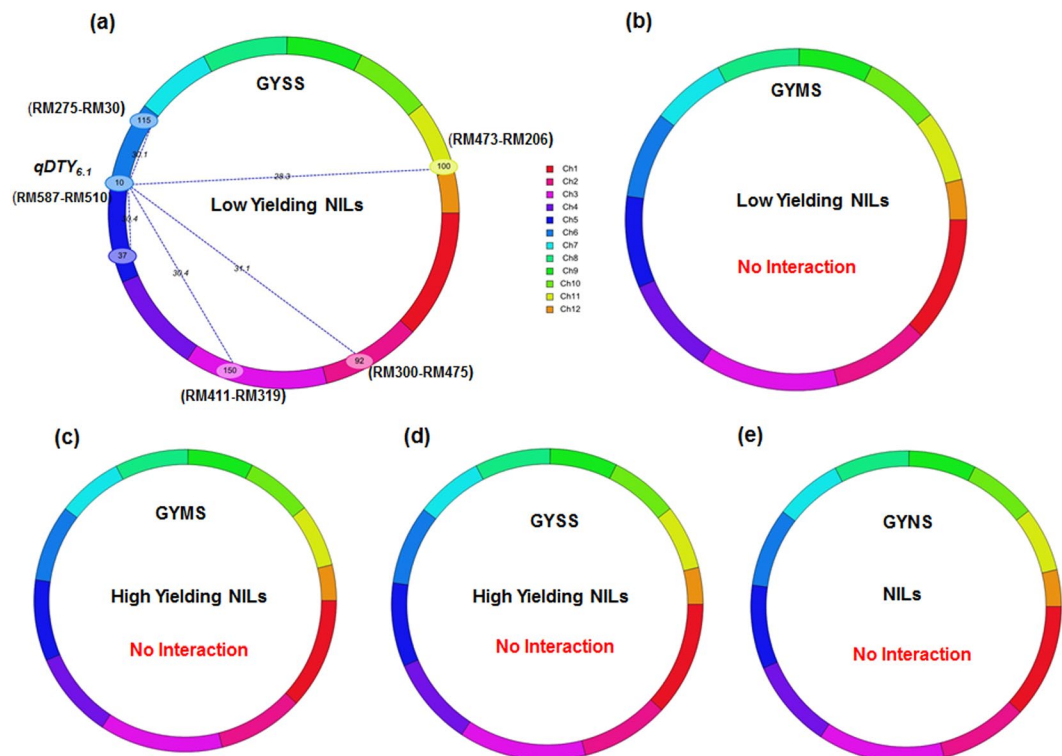 (a)
GYSS
(RM275-RM30)
115
30.1
(RM473-RM206)
100
28.3
qDTY6.1
10
(RM587-RM510)
Low Yielding NILs
37
30.4
31.1
92
(RM300-RM475)
150
(RM411-RM319)
Ch1
Ch2
Ch3
Ch4
Ch5
Ch6
Ch7
Ch8
Ch9
Ch10
Ch11
Ch12
(b)
GYMS
Low Yielding NILs
No Interaction
(c)
GYMS
High Yielding NILs
No Interaction
(d)
GYSS
High Yielding NILs
No Interaction
(e)
GYNS
NILs
No Interaction